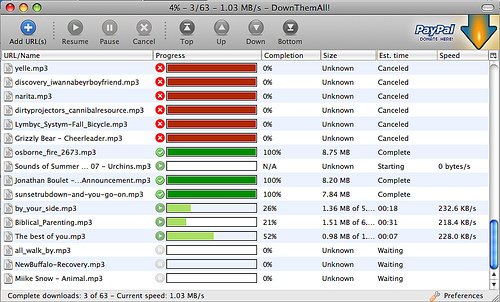 4% - 3/63 - 1.03 MB/s - DownThemAll!
Add URL(s) Resume Pause Cancel Top Up Down Bottom PayPal DONATE HERE!
URL/Name Progress Completion Size Est. time Speed
yelle.mp3 0% Unknown Canceled
discovery_iwannabeyrboyfriend.mp3 0% Unknown Canceled
narita.mp3 0% Unknown Canceled
dirtyprojectors_cannibalresource.mp3 0% Unknown Canceled
Lymbyc_Systym-Fall_Bicycle.mp3 0% Unknown Canceled
Grizzly Bear - Cheerleader.mp3 0% Unknown Canceled
osborne_fire_2673.mp3 100% 8.75 MB Complete
Sounds of Summer ... 07 - Urchins.mp3 N/A Unknown Starting 0 bytes/s
Jonathan Boulet - ...Announcement.mp3 100% 8.20 MB Complete
sunsetrubdown-and-you-go-on.mp3 100% 7.84 MB Complete
by_your_side.mp3 26% 1.36 MB of 5.... 00:18 232.6 KB/s
Biblical_Parenting.mp3 21% 1.51 MB of 6.... 00:31 218.4 KB/s
The best of you.mp3 52% 0.98 MB of 1.... 00:07 228.0 KB/s
all_walk_by.mp3 0% Unknown Waiting
NewBuffalo-Recovery.mp3 0% Unknown Waiting
Miike Snow - Animal.mp3 0% Unknown Waiting
Complete downloads: 3 of 63 - Current speed: 1.03 MB/s Preferences